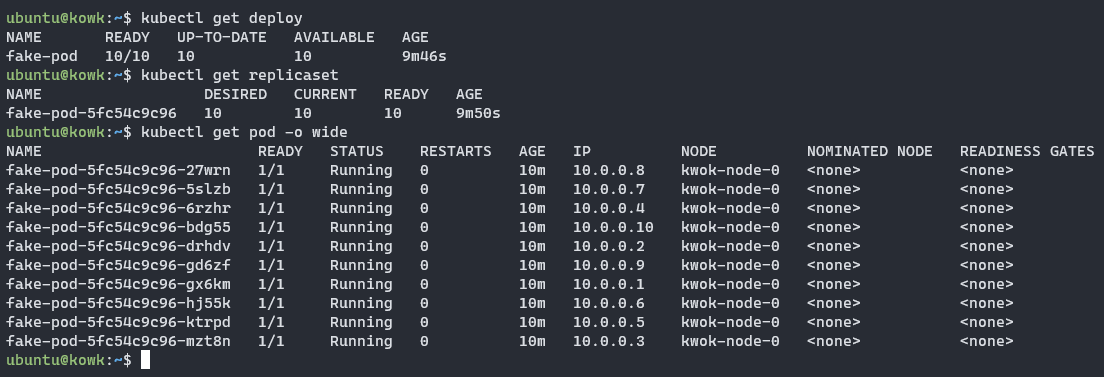 ubuntu@kowk:~$ kubectl get deploy
NAME       READY   UP-TO-DATE   AVAILABLE   AGE
fake-pod   10/10   10           10          9m46s
ubuntu@kowk:~$ kubectl get replicaset
NAME                  DESIRED   CURRENT   READY   AGE
fake-pod-5fc54c9c96   10        10        10      9m50s
ubuntu@kowk:~$ kubectl get pod -o wide
NAME                        READY   STATUS    RESTARTS   AGE   IP          NODE          NOMINATED NODE   READINESS GATES
fake-pod-5fc54c9c96-27wrn   1/1     Running   0          10m   10.0.0.8    kwok-node-0   <none>           <none>
fake-pod-5fc54c9c96-5slzb   1/1     Running   0          10m   10.0.0.7    kwok-node-0   <none>           <none>
fake-pod-5fc54c9c96-6rzhr   1/1     Running   0          10m   10.0.0.4    kwok-node-0   <none>           <none>
fake-pod-5fc54c9c96-bdg55   1/1     Running   0          10m   10.0.0.10   kwok-node-0   <none>           <none>
fake-pod-5fc54c9c96-drhdv   1/1     Running   0          10m   10.0.0.2    kwok-node-0   <none>           <none>
fake-pod-5fc54c9c96-gd6zf   1/1     Running   0          10m   10.0.0.9    kwok-node-0   <none>           <none>
fake-pod-5fc54c9c96-gx6km   1/1     Running   0          10m   10.0.0.1    kwok-node-0   <none>           <none>
fake-pod-5fc54c9c96-hj55k   1/1     Running   0          10m   10.0.0.6    kwok-node-0   <none>           <none>
fake-pod-5fc54c9c96-ktrpd   1/1     Running   0          10m   10.0.0.5    kwok-node-0   <none>           <none>
fake-pod-5fc54c9c96-mzt8n   1/1     Running   0          10m   10.0.0.3    kwok-node-0   <none>           <none>
ubuntu@kowk:~$